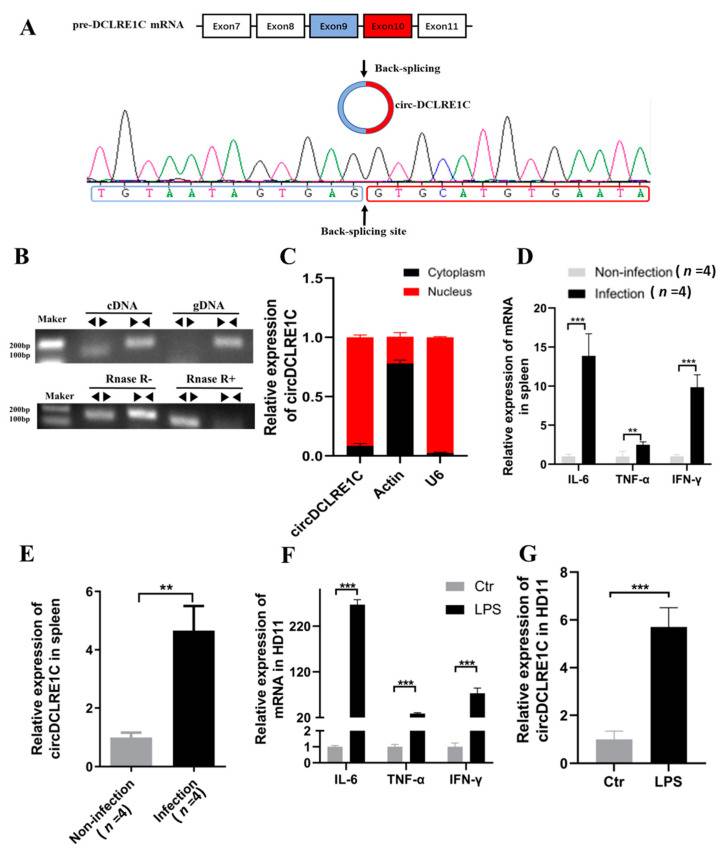 A
pre-DCLRE1C mRNA
Exon7 Exon8 Exon9 Exon10 Exon11
Back-splicing
circ-DCLRE1C
T G T A A T A G T G A G G T G C A T G T G A A T A
Back-splicing site
B
cDNA gDNA
Maker
200bp
100bp
Rnase R- Rnase R+
Maker
200bp
100bp
C
Relative expression
of circDCLRE1C
Cytoplasm
Nucleus
1.5
1.0
0.5
0.0
circDCLRE1C
Actin
U6
D
Non-infection ( n =4)
Infection ( n =4)
Relative expression of mRNA
in spleen
20
15
10
5
0
*** ** ***
IL-6 TNF-α IFN-γ
E
Relative expression of
circDCLRE1C in spleen
6
4
2
0
**
Non-infection
( n =4)
Infection
( n =4)
F
Relative expression of
mRNA in HD11
Ctr
LPS
220
120
20
2
1
0
*** *** ***
IL-6 TNF-α IFN-γ
G
Relative expression of
circDCLRE1C in HD11
8
6
4
2
0
***
Ctr LPS